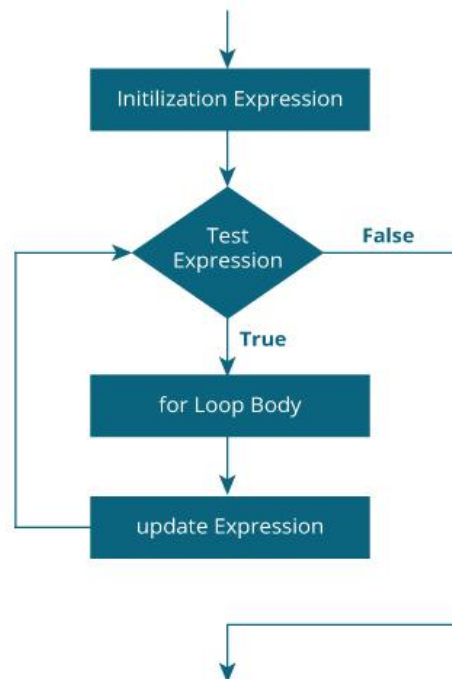 Initilization Expression
Test
Expression
False
True
for Loop Body
update Expression